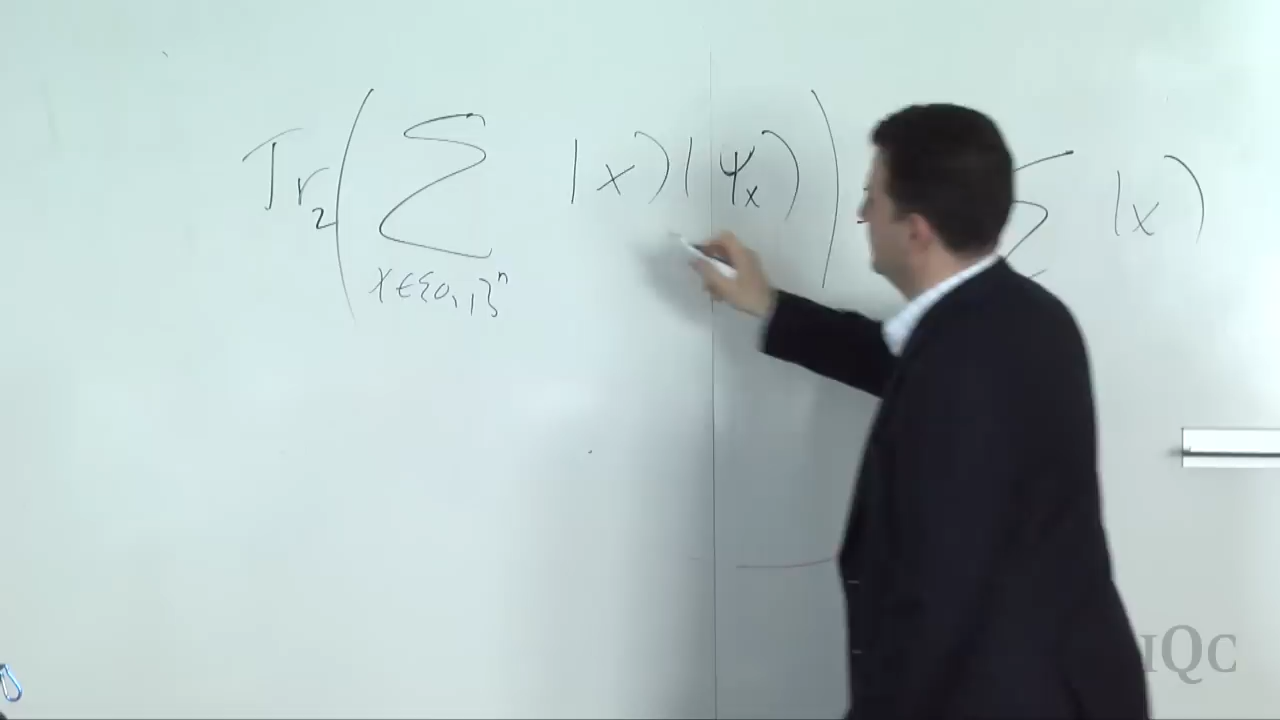 Tr₂(∑ |x)|ψₓ)) ∑ |x)
x∈{0,1}ⁿ
IQC